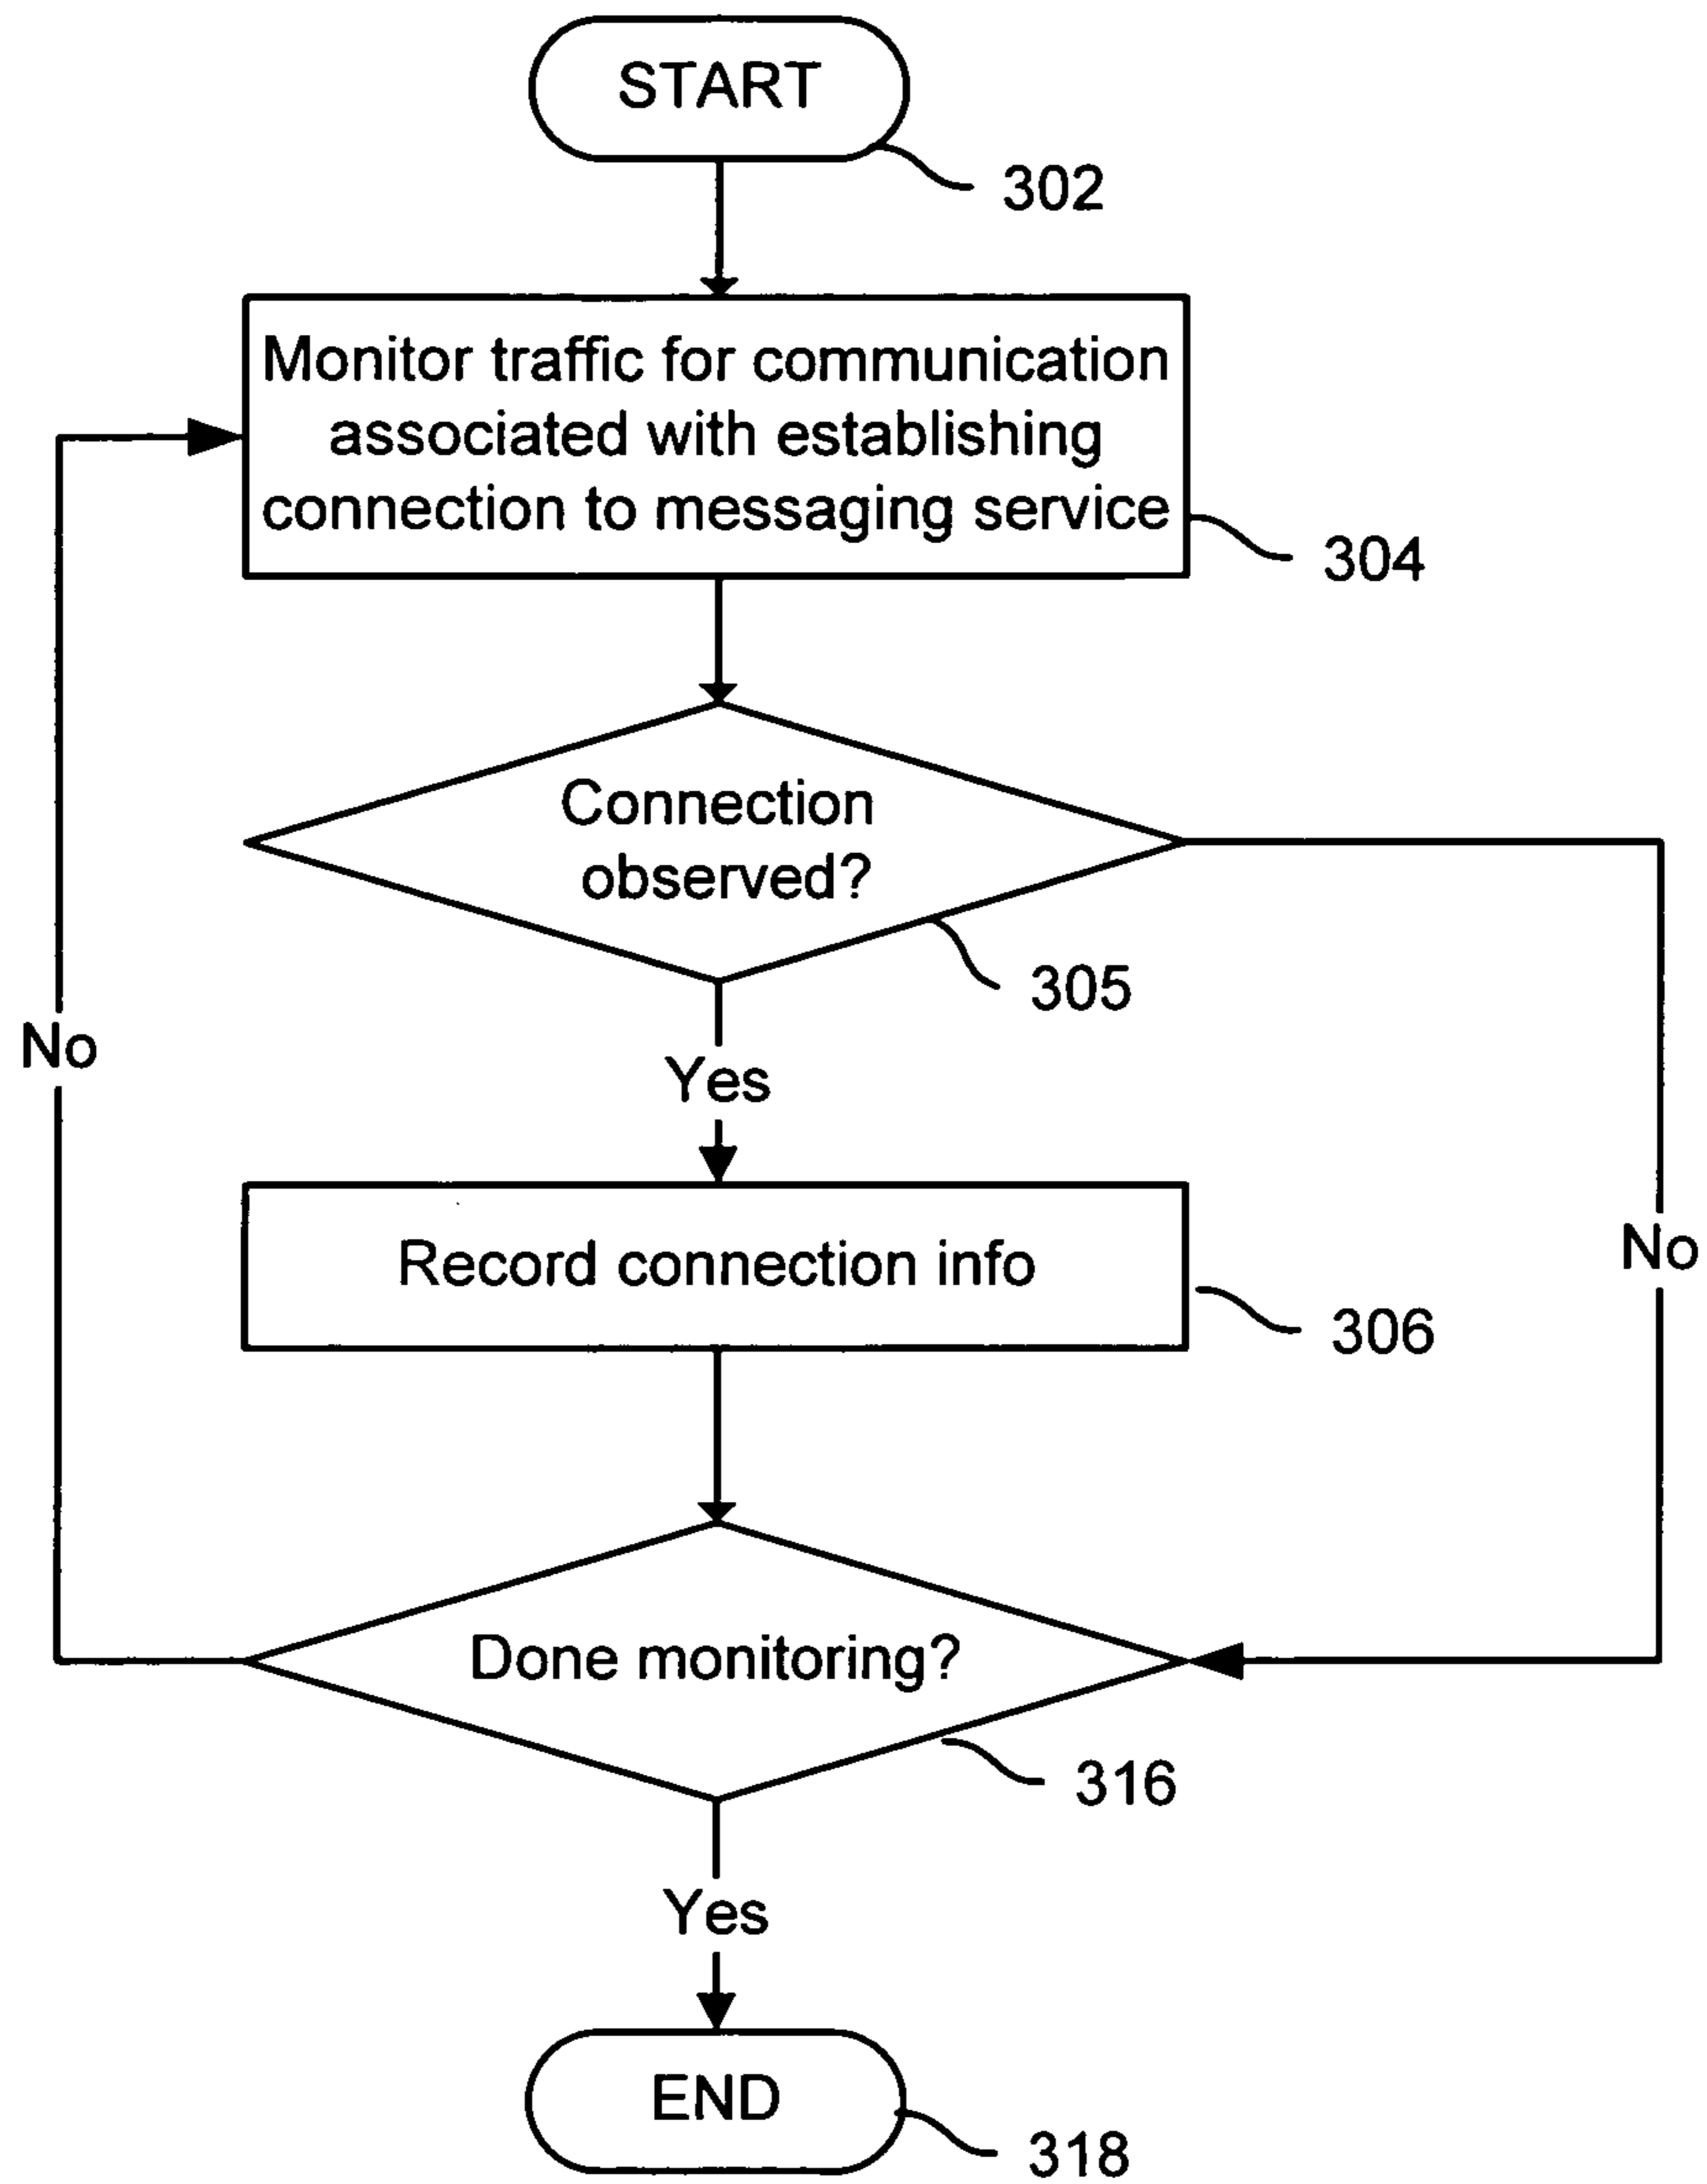 START
302
Monitor traffic for communication
associated with establishing
connection to messaging service
304
Connection
observed?
305
No
Yes
Record connection info
No
306
Done monitoring?
316
Yes
END
318